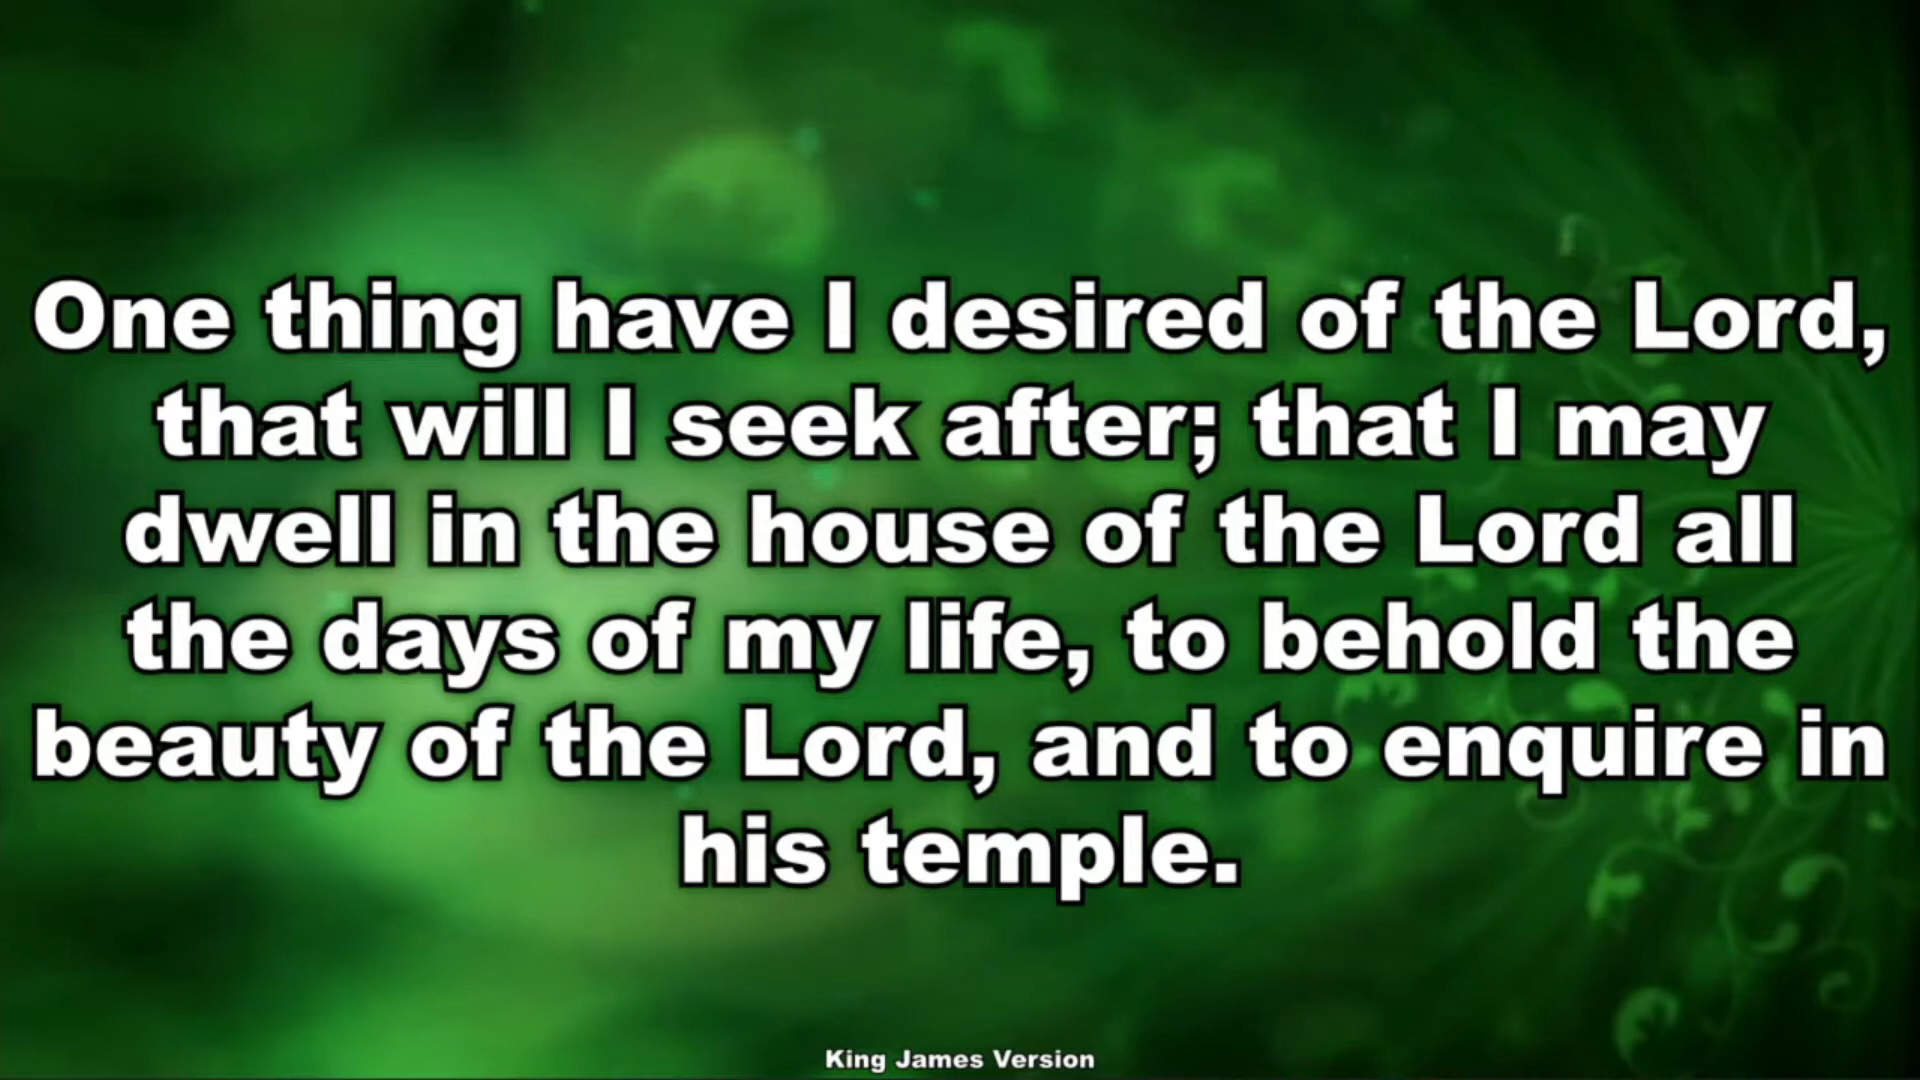 One thing have I desired of the Lord,
that will I seek after; that I may
dwell in the house of the Lord all
the days of my life, to behold the
beauty of the Lord, and to enquire in
his temple.
King James Version